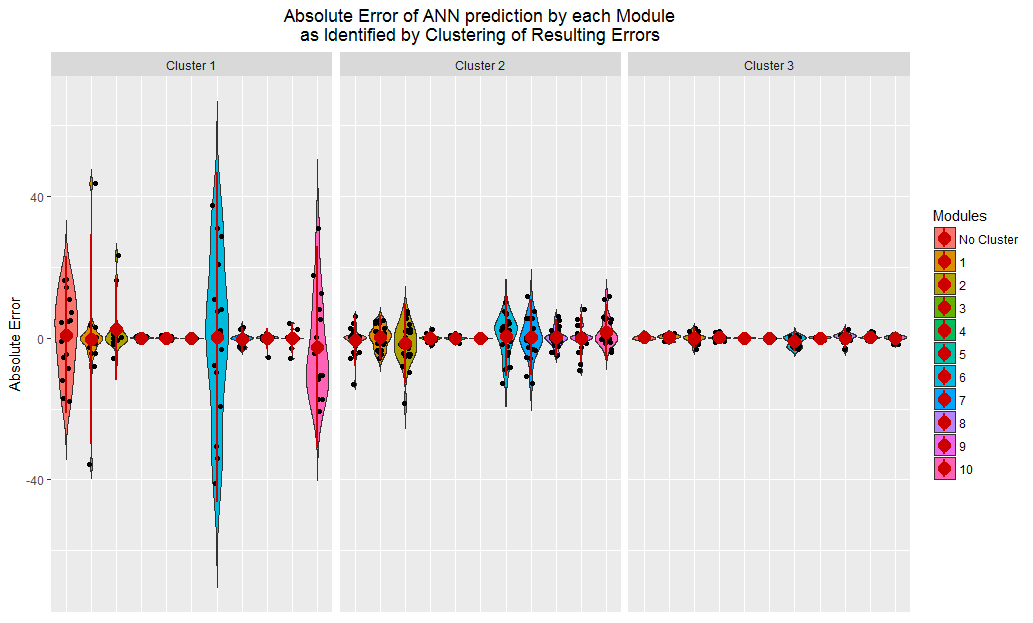 Absolute Error of ANN prediction by each Module
as Identified by Clustering of Resulting Errors
Cluster 1
Cluster 2
Cluster 3
Absolute Error
40
0
-40
Modules
No Cluster
1
2
3
4
5
6
7
8
9
10